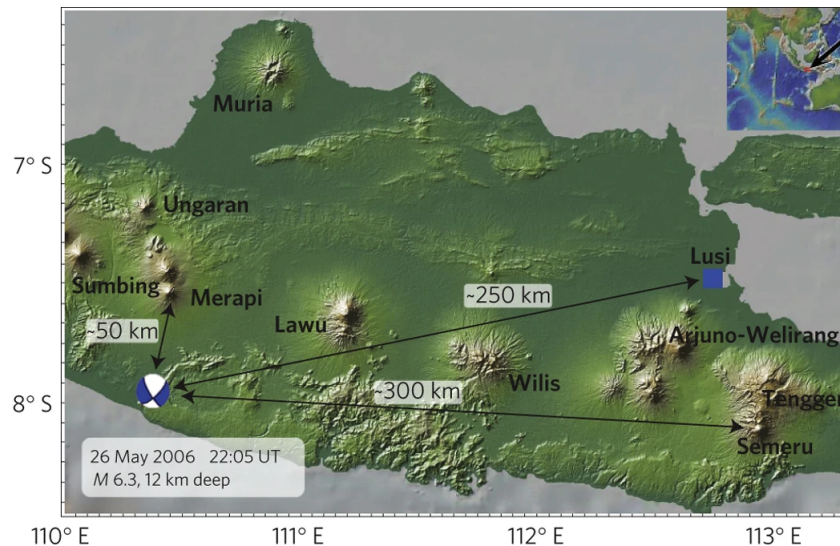 Muria
7° S
Ungaran
Lusi
Sumbing
Merapi
~250 km
Lawu
~50 km
Arjuno-Welirang
Wilis
~300 km
8° S
Tengger
Semeru
26 May 2006 22:05 UT
M 6.3, 12 km deep
110° E
111° E
112° E
113° E